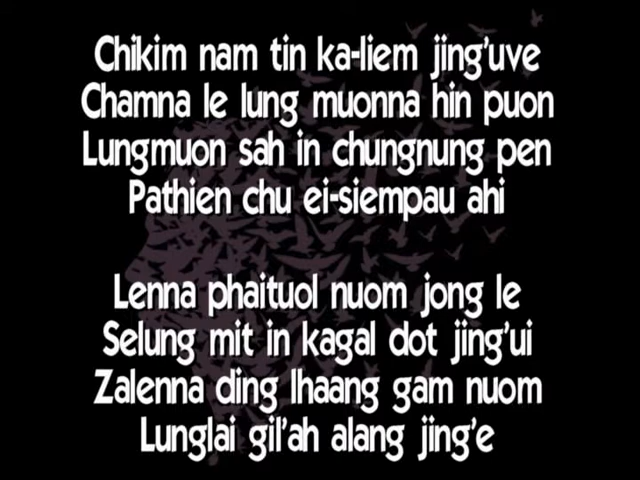 Chikim nam tin ka-liem jing'uve
Chamna le lung muonna hin puon
Lungmuon sah in chungnung pen
Pathien chu ei-siempau ahi
Lenna phaituol nuom jong le
Selung mit in kagal dot jing'ui
Zalenna ding lhaang gam nuom
Lunglai gil'ah alang jing'e